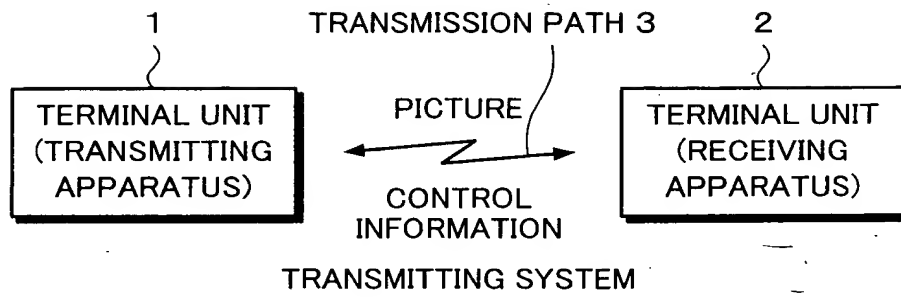 1
TRANSMISSION PATH 3
2
TERMINAL UNIT
(TRANSMITTING
APPARATUS)
PICTURE
CONTROL
INFORMATION
TERMINAL UNIT
(RECEIVING
APPARATUS)
TRANSMITTING SYSTEM